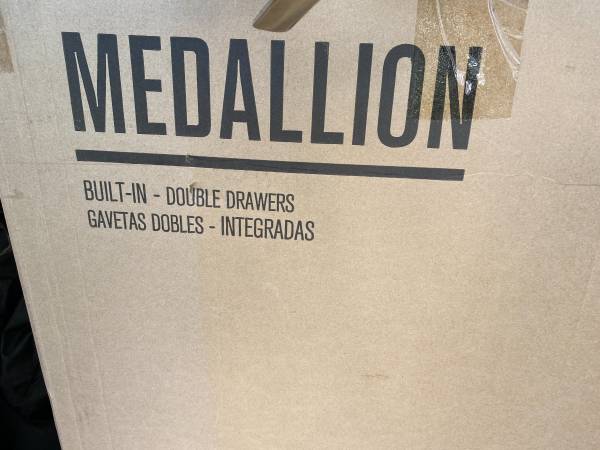 MEDALLION
BUILT-IN - DOUBLE DRAWERS
GAVETAS DOBLES - INTEGRADAS